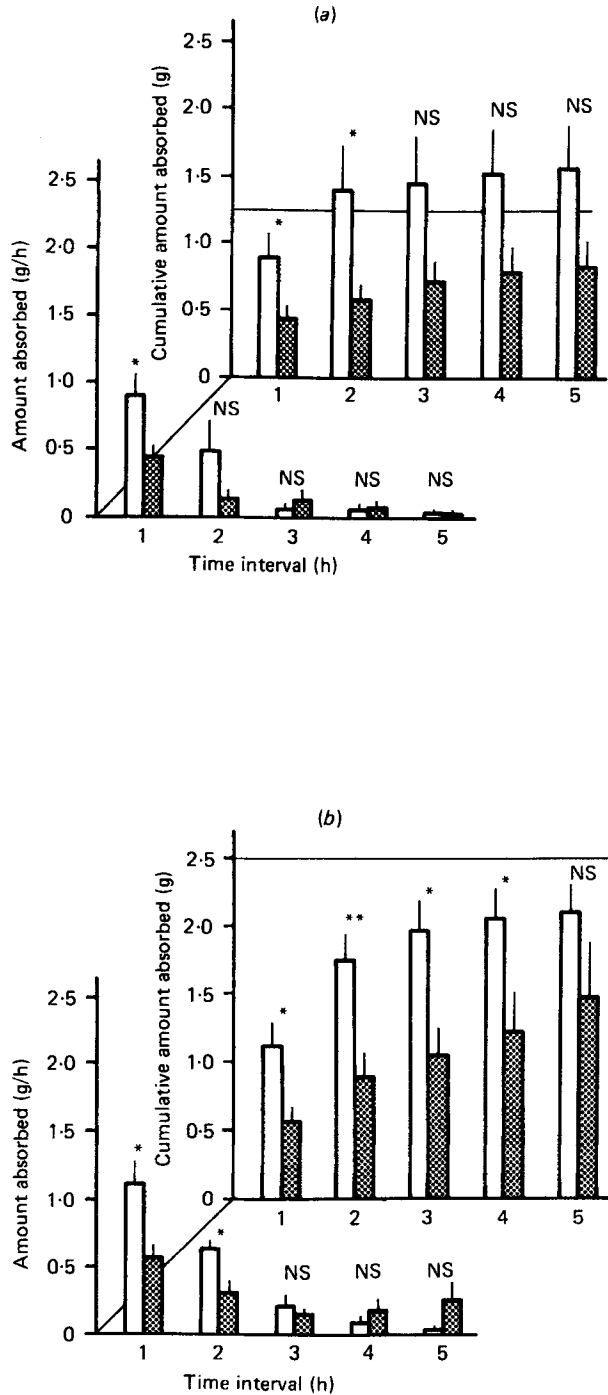 (a)
Cumulative amount absorbed (g)
2·5
2·0
1·5
1·0
0·5
0
*
*
NS
NS
NS
1 2 3 4 5
Amount absorbed (g/h)
2·5
2·0
1·5
1·0
0·5
0
*
NS
NS
NS
NS
1 2 3 4 5
Time interval (h)
(b)
Cumulative amount absorbed (g)
2·5
2·0
1·5
1·0
0·5
0
*
**
*
*
NS
1 2 3 4 5
Amount absorbed (g/h)
2·5
2·0
1·5
1·0
0·5
0
*
*
NS
NS
NS
1 2 3 4 5
Time interval (h)